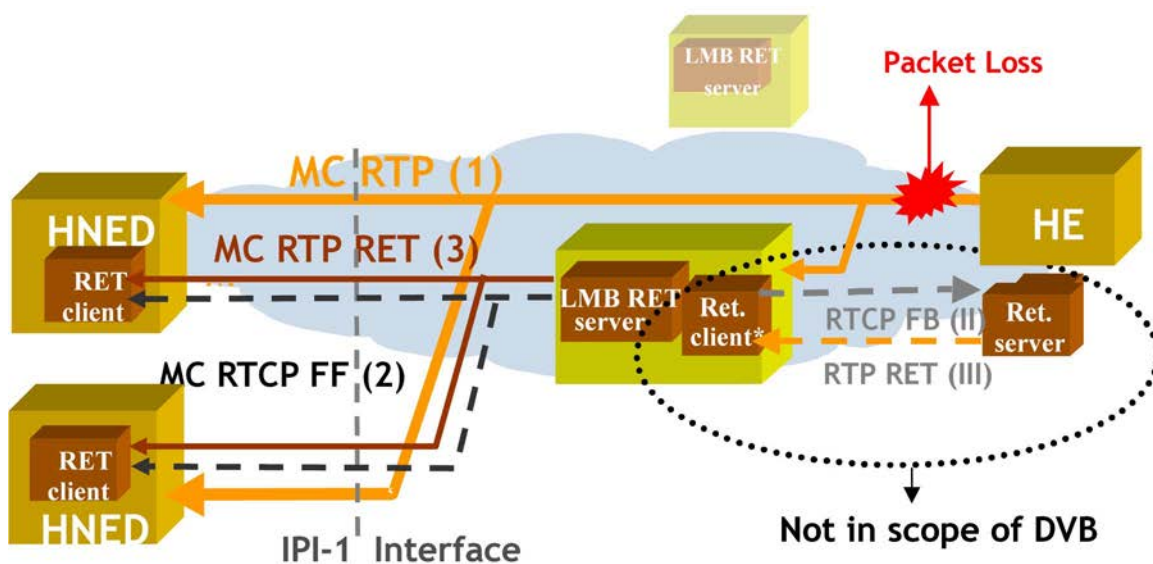 LMB RET
server
Packet Loss
MC RTP (1)
HNED
HE
MC RTP RET (3)
RET
client
LMB RET
server
Ret.
client*
RTCP FB (II)
Ret.
server
RTP RET (III)
MC RTCP FF (2)
RET
client
HNED
Not in scope of DVB
IPI-1 Interface